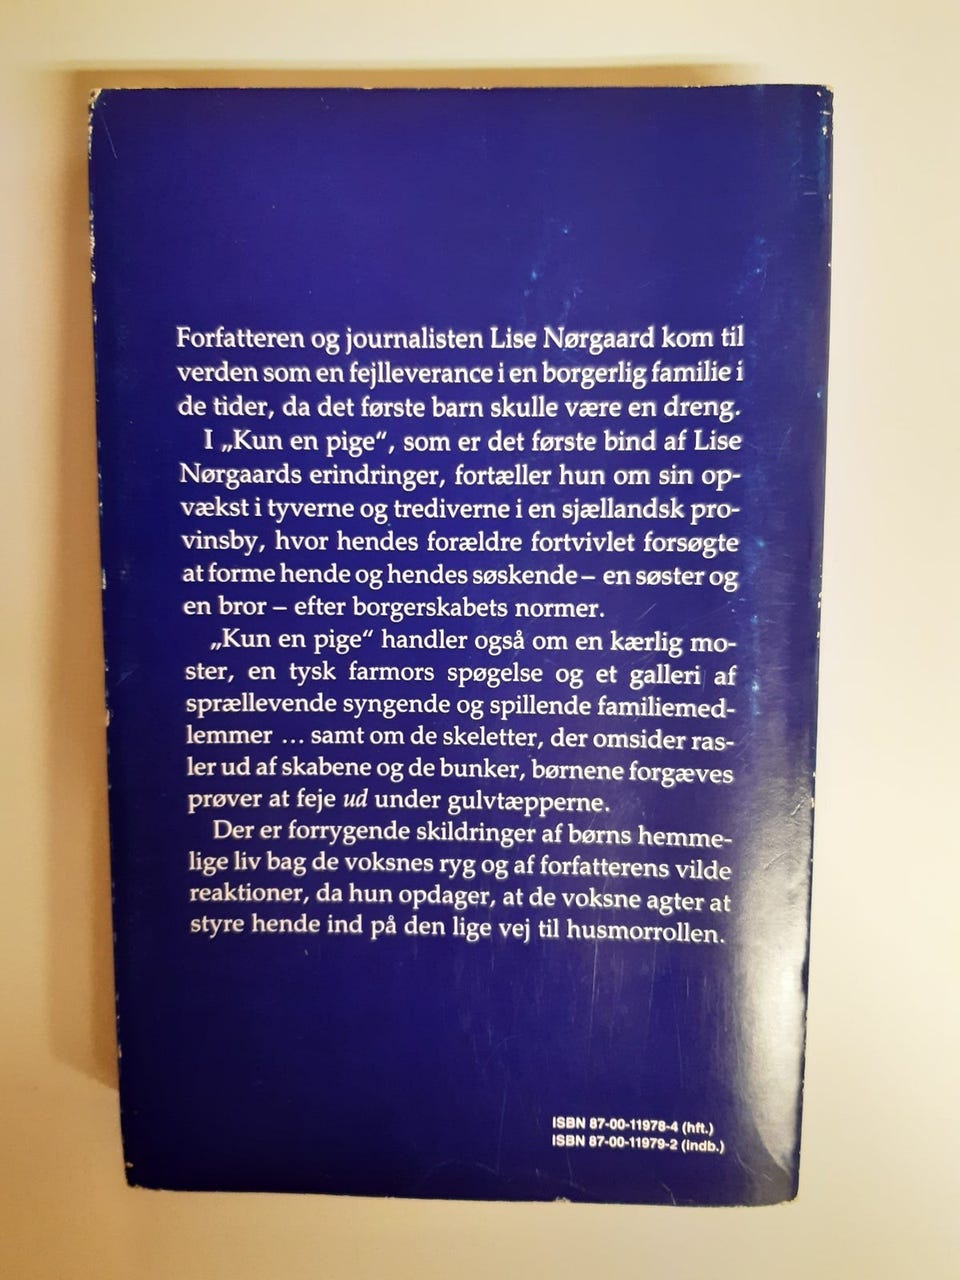 Forfatteren og journalisten Lise Nørgaard kom til
verden som en fejlleverance i en borgerlig familie i
de tider, da det første barn skulle være en dreng.
I „Kun en pige“, som er det første bind af Lise
Nørgaards erindringer, fortæller hun om sin op-
vækst i tyverne og trediverne i en sjællandsk pro-
vinsby, hvor hendes forældre fortvivlet forsøgte
at forme hende og hendes søskende – en søster og
en bror – efter borgerskabets normer.
„Kun en pige“ handler også om en kærlig mo-
ster, en tysk farmors spøgelse og et galleri af
sprællevende syngende og spillende familiemed-
lemmer ... samt om de skeletter, der omsider ras-
ler ud af skabene og de bunker, børnene forgæves
prøver at feje ud under gulvtæpperne.
Der er forrygende skildringer af børns hemme-
lige liv bag de voksnes ryg og af forfatterens vilde
reaktioner, da hun opdager, at de voksne agter at
styre hende ind på den lige vej til husmorrollen.
ISBN 87-00-11978-4 (hft.)
ISBN 87-00-11979-2 (indb.)